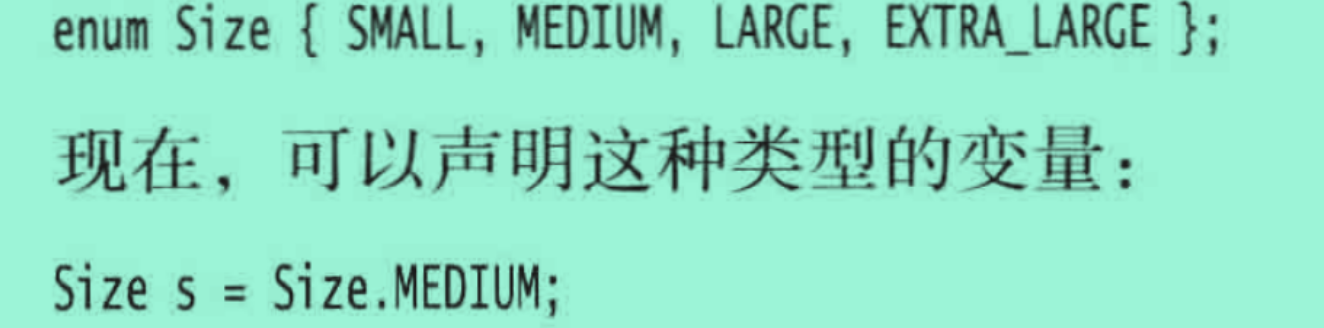 enum Size { SMALL, MEDIUM, LARGE, EXTRA_LARGE };
现在，可以声明这种类型的变量：
Size s = Size.MEDIUM;